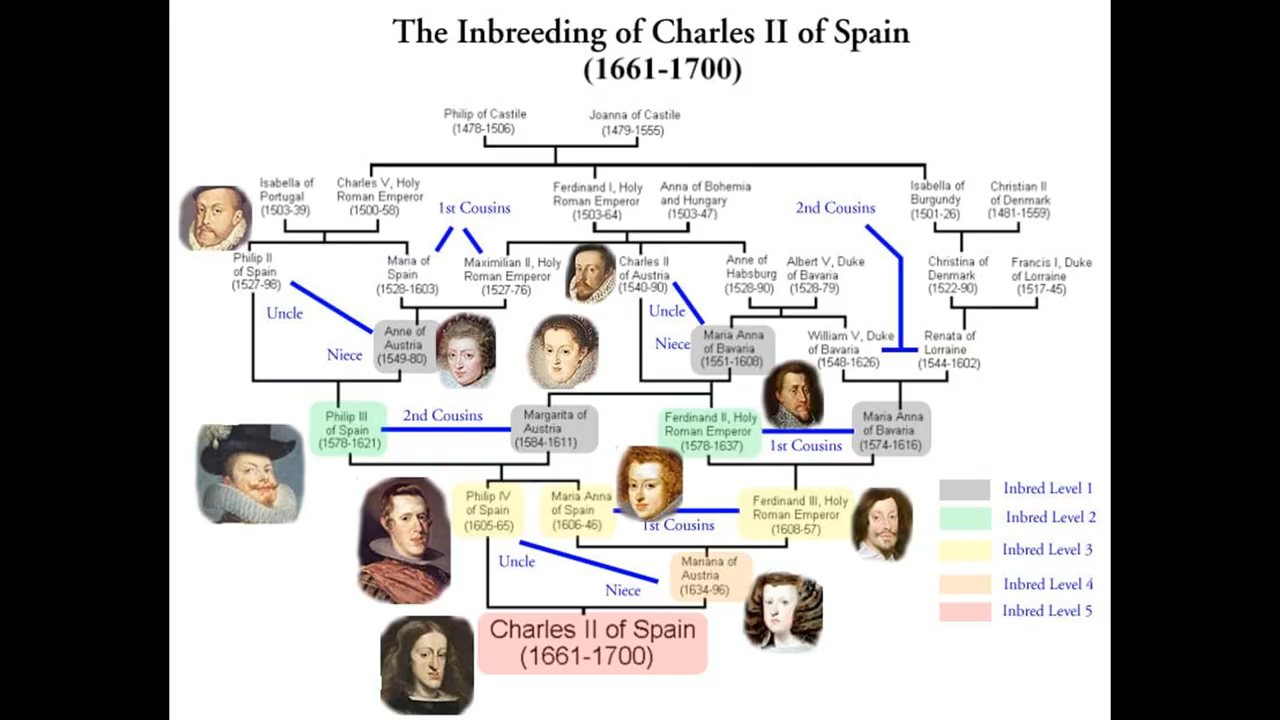 The Inbreeding of Charles II of Spain
(1661-1700)
Philip of Castile
(1478-1506)
Joanna of Castile
(1479-1555)
Isabella of
Portugal
(1503-39)
Charles V, Holy
Roman Emperor
(1500-58)
1st Cousins
Ferdinand I, Holy
Roman Emperor
(1503-64)
Anna of Bohemia
and Hungary
(1503-47)
2nd Cousins
Isabella of
Burgundy
(1501-26)
Christian II
of Denmark
(1481-1559)
Philip II
of Spain
(1527-98)
Maria of
Spain
(1528-1603)
Maximilian II, Holy
Roman Emperor
(1527-76)
Charles II
of Austria
(1540-90)
Anne of
Habsburg
(1528-90)
Albert V, Duke
of Bavaria
(1528-79)
Christina of
Denmark
(1522-90)
Francis I, Duke
of Lorraine
(1517-45)
Uncle
Niece
Anne of
Austria
(1549-80)
Uncle
Niece
Maria Anna
of Bavaria
(1551-1608)
William V, Duke
of Bavaria
(1548-1626)
Renata of
Lorraine
(1544-1602)
Philip III
of Spain
(1578-1621)
2nd Cousins
Margarita of
Austria
(1584-1611)
Ferdinand II, Holy
Roman Emperor
(1578-1637)
1st Cousins
Maria Anna
of Bavaria
(1574-1616)
Philip IV
of Spain
(1605-65)
Maria Anna
of Spain
(1606-46)
1st Cousins
Ferdinand III, Holy
Roman Emperor
(1608-57)
Uncle
Niece
Mariana of
Austria
(1634-96)
Charles II of Spain
(1661-1700)
Inbred Level 1
Inbred Level 2
Inbred Level 3
Inbred Level 4
Inbred Level 5